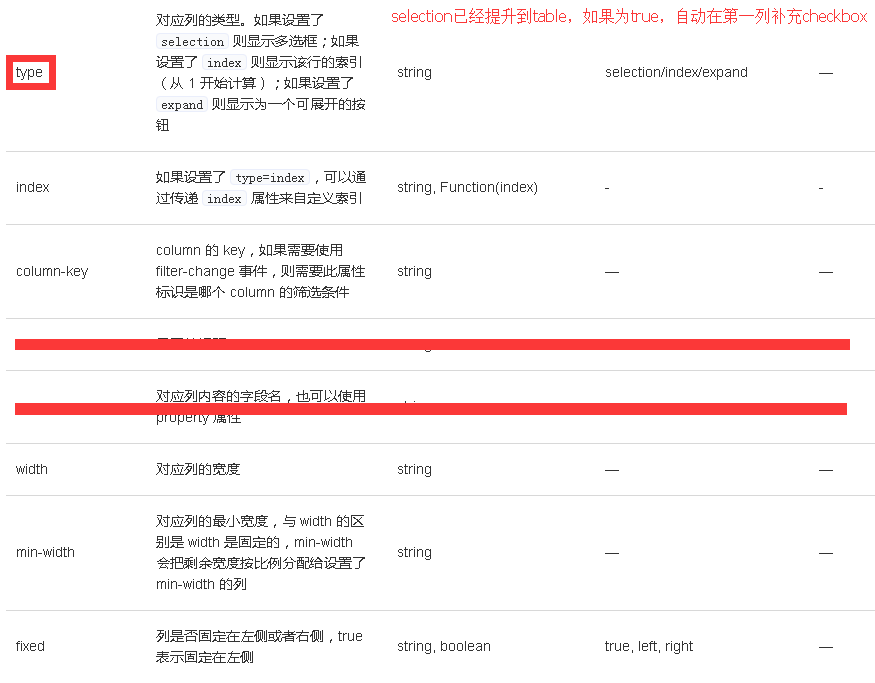 对应列的类型。如果设置了
selection 则显示多选框；如果
设置了 index 则显示该行的索引
（从 1 开始计算）；如果设置了
expand 则显示为一个可展开的按
钮
selection已经提升到table，如果为true，自动在第一列补充checkbox
type
string
selection/index/expand
—
index
如果设置了 type=index，可以通
过传递 index 属性来自定义索引
string, Function(index)
-
-
column-key
column 的 key，如果需要使用
filter-change 事件，则需要此属性
标识是哪个 column 的筛选条件
string
—
—
对应列内容的字段名，也可以使用
property 属性
width
对应列的宽度
string
—
—
min-width
对应列的最小宽度，与 width 的区
别是 width 是固定的，min-width
会把剩余宽度按比例分配给设置了
min-width 的列
string
—
—
fixed
列是否固定在左侧或者右侧，true
表示固定在左侧
string, boolean
true, left, right
—